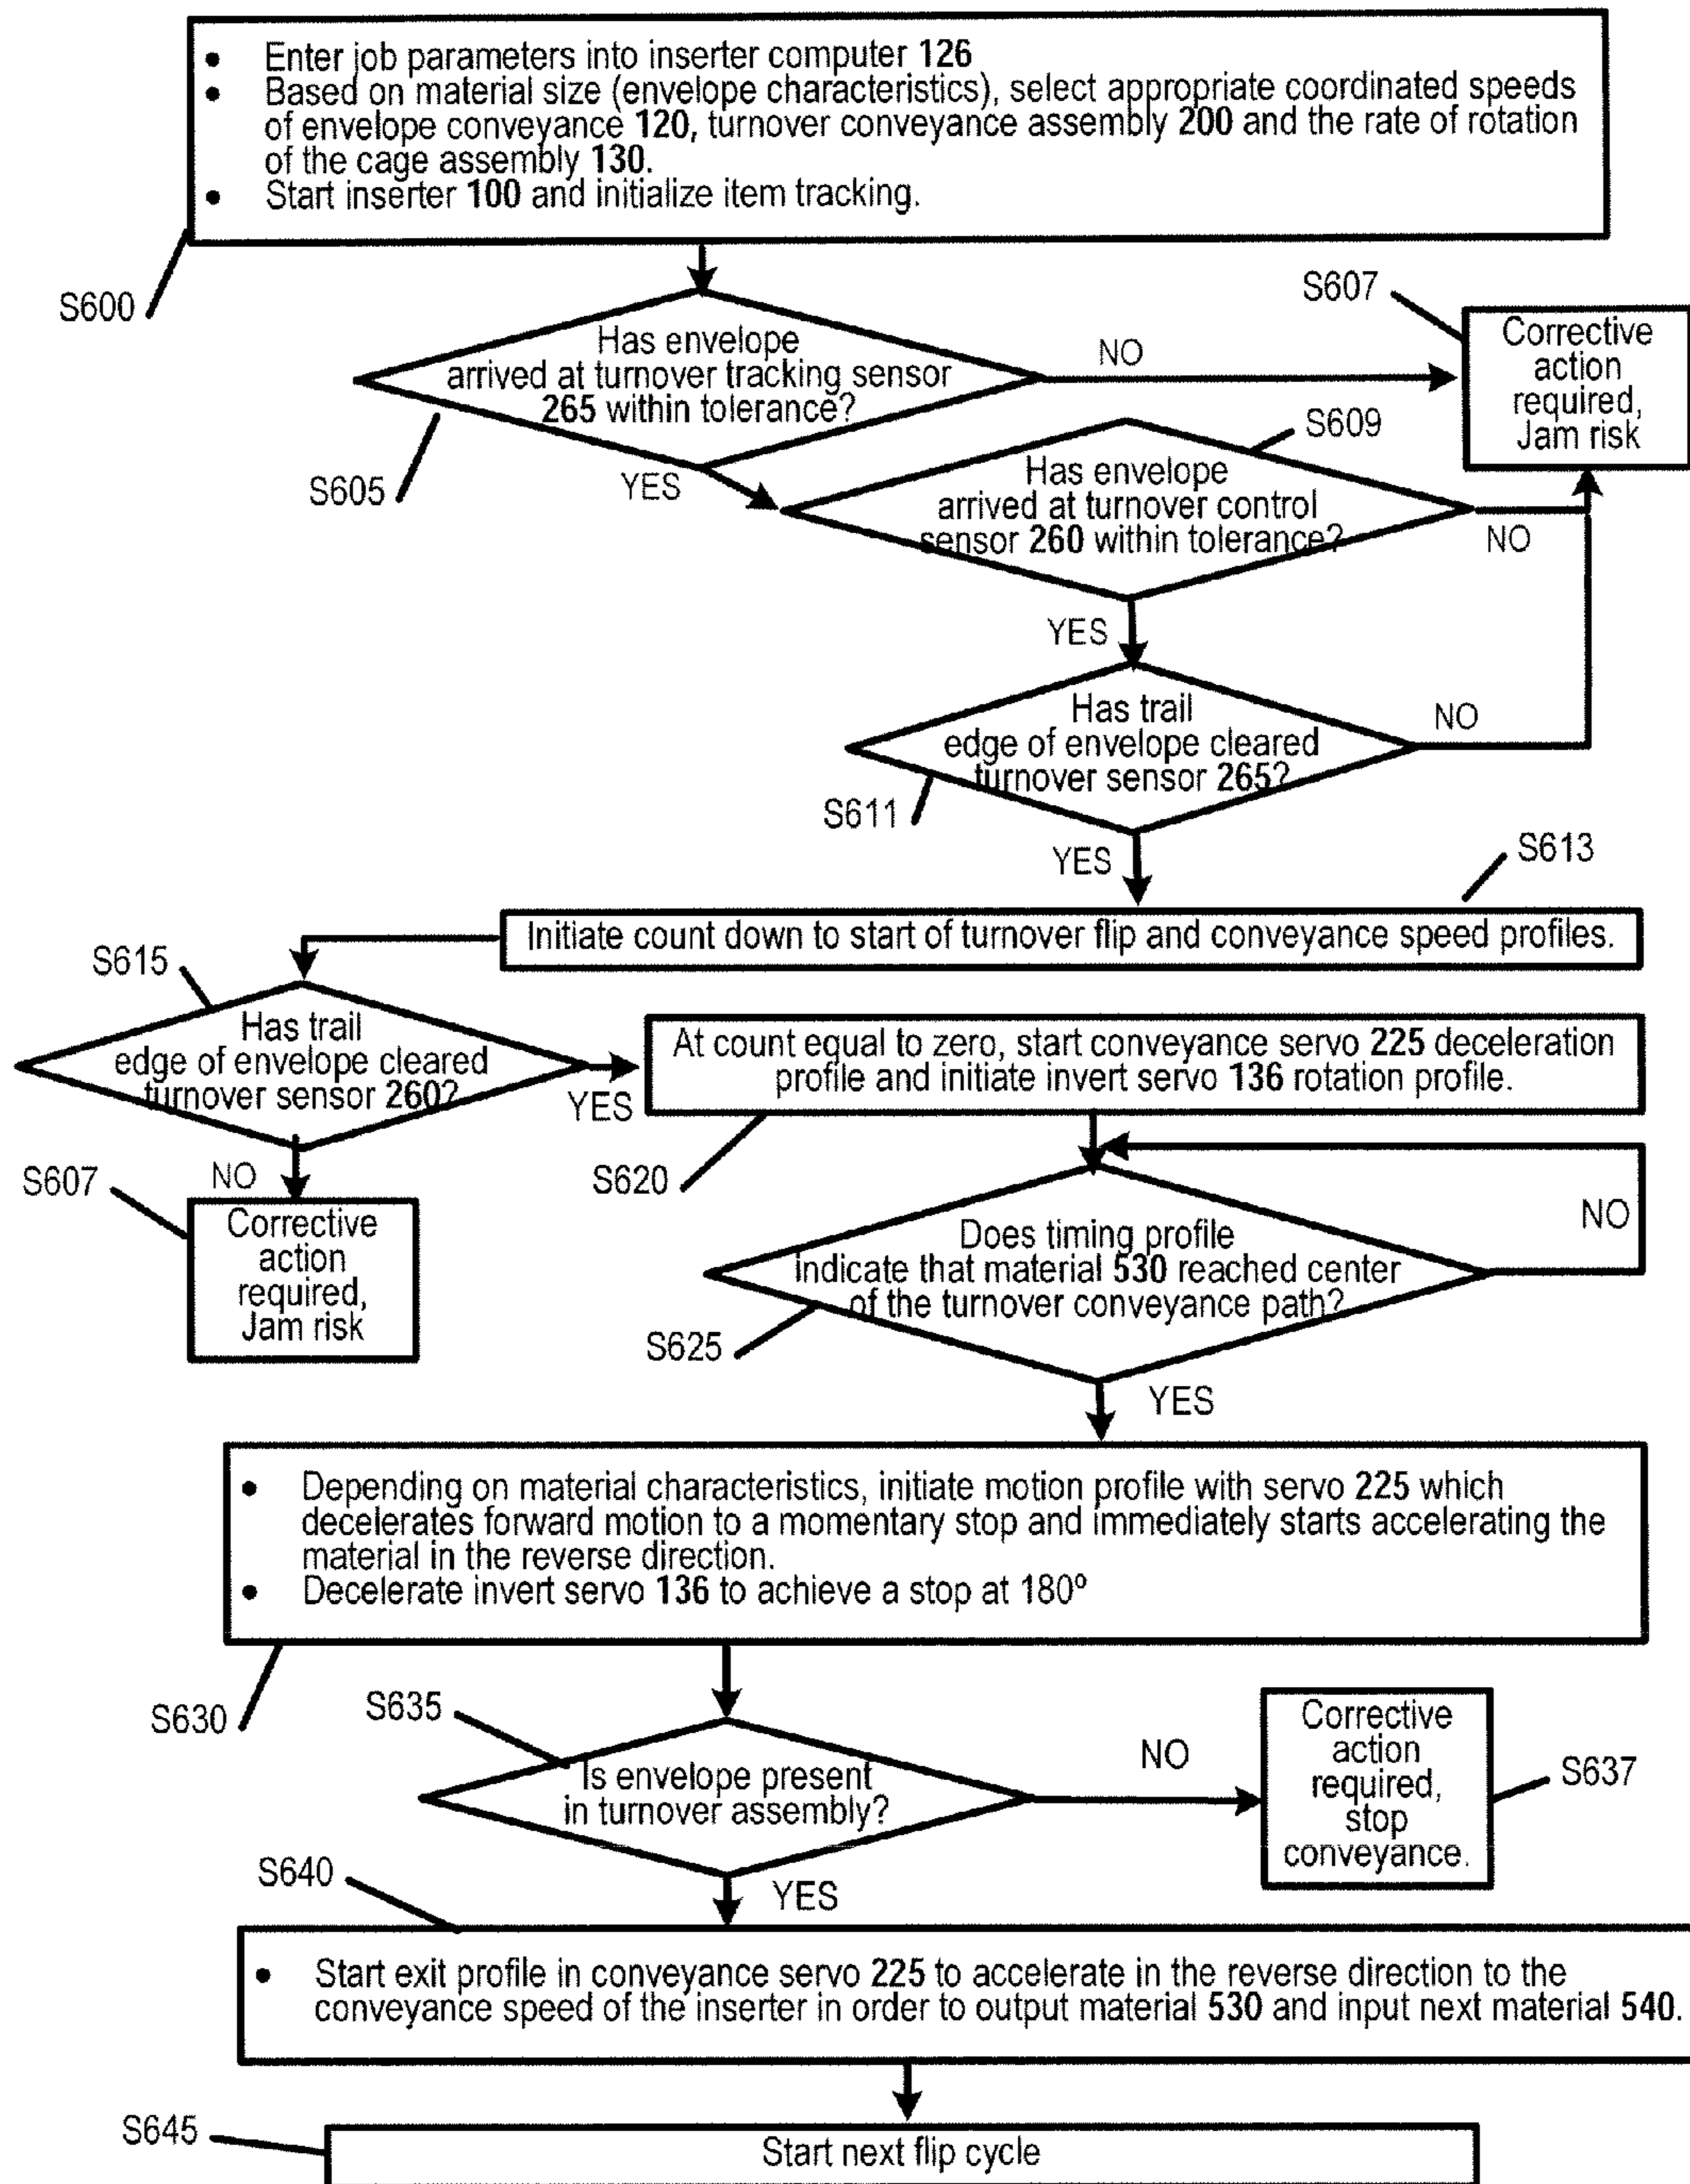 • Enter job parameters into inserter computer 126
• Based on material size (envelope characteristics), select appropriate coordinated speeds
of envelope conveyance 120, turnover conveyance assembly 200 and the rate of rotation
of the cage assembly 130.
• Start inserter 100 and initialize item tracking.
S600
Has envelope
arrived at turnover tracking sensor
265 within tolerance?
S605
NO
YES
S607
Corrective
action
required,
Jam risk
S609
Has envelope
arrived at turnover control
sensor 260 within tolerance?
NO
YES
Has trail
edge of envelope cleared
turnover sensor 265?
NO
S611
YES
S613
Initiate count down to start of turnover flip and conveyance speed profiles.
S615
Has trail
edge of envelope cleared
turnover sensor 260?
YES
NO
S607
Corrective
action
required,
Jam risk
At count equal to zero, start conveyance servo 225 deceleration
profile and initiate invert servo 136 rotation profile.
S620
Does timing profile
indicate that material 530 reached center
of the turnover conveyance path?
NO
S625
YES
• Depending on material characteristics, initiate motion profile with servo 225 which
decelerates forward motion to a momentary stop and immediately starts accelerating the
material in the reverse direction.
• Decelerate invert servo 136 to achieve a stop at 180º
S630
S635
Is envelope present
in turnover assembly?
NO
Corrective
action
required,
stop
conveyance.
S637
S640
YES
• Start exit profile in conveyance servo 225 to accelerate in the reverse direction to the
conveyance speed of the inserter in order to output material 530 and input next material 540.
S645
Start next flip cycle